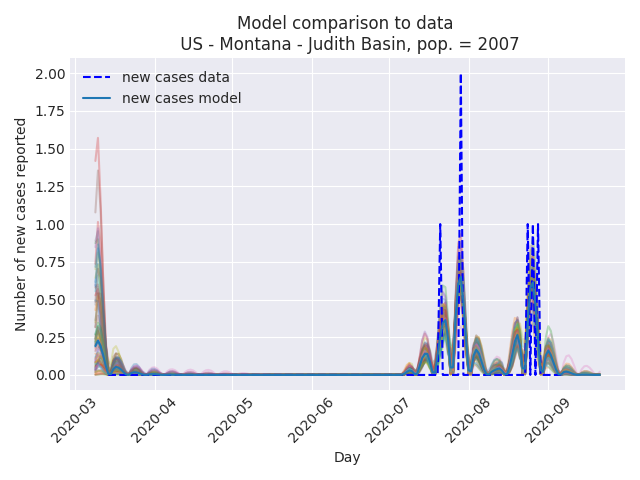 Model comparison to data
US - Montana - Judith Basin, pop. = 2007
new cases data
new cases model
Number of new cases reported
2.00
1.75
1.50
1.25
1.00
0.75
0.50
0.25
0.00
2020-03
2020-04
2020-05
2020-06
2020-07
2020-08
2020-09
Day